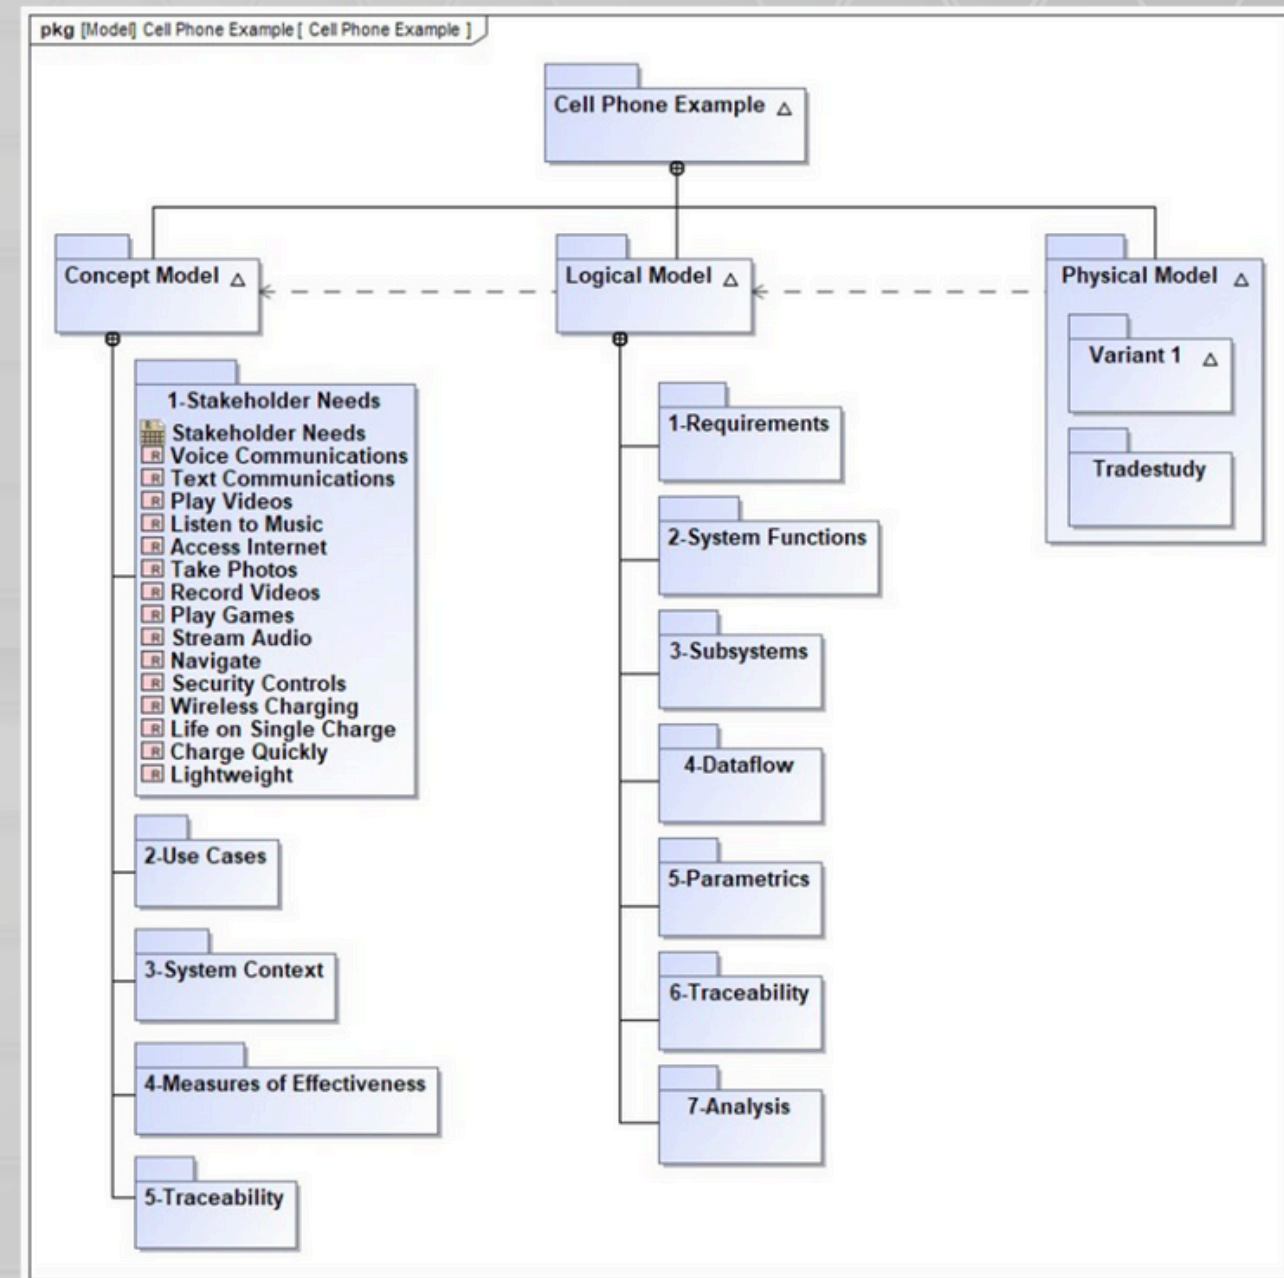 pkg [Model] Cell Phone Example [ Cell Phone Example ]
Cell Phone Example
Concept Model
Logical Model
Physical Model
Variant 1
Tradestudy
1-Stakeholder Needs
Stakeholder Needs
R Voice Communications
R Text Communications
R Play Videos
R Listen to Music
R Access Internet
R Take Photos
R Record Videos
R Play Games
R Stream Audio
R Navigate
R Security Controls
R Wireless Charging
R Life on Single Charge
R Charge Quickly
R Lightweight
2-Use Cases
3-System Context
4-Measures of Effectiveness
5-Traceability
1-Requirements
2-System Functions
3-Subsystems
4-Dataflow
5-Parametrics
6-Traceability
7-Analysis